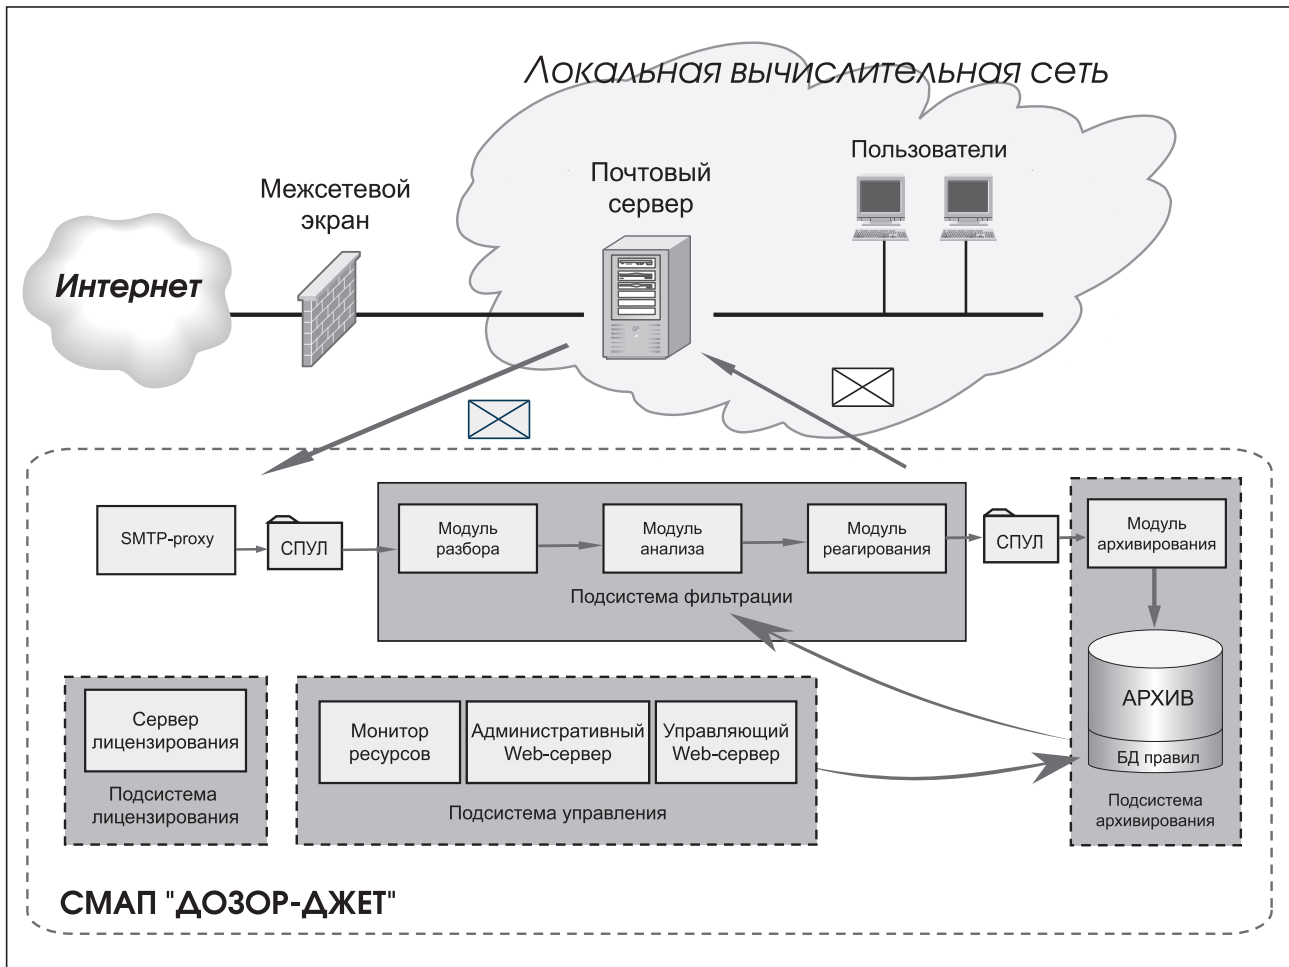 Локальная вычислительная сеть
Пользователи
Почтовый
сервер
Межсетевой
экран
Интернет
SMTP-proxy
СПУЛ
Модуль
разбора
Модуль
анализа
Модуль
реагирования
Подсистема фильтрации
СПУЛ
Модуль
архивирования
АРХИВ
БД правил
Подсистема
архивирования
Сервер
лицензирования
Подсистема
лицензирования
Монитор
ресурсов
Административный
Web-сервер
Управляющий
Web-сервер
Подсистема управления
СМАП "ДОЗОР-ДЖЕТ"